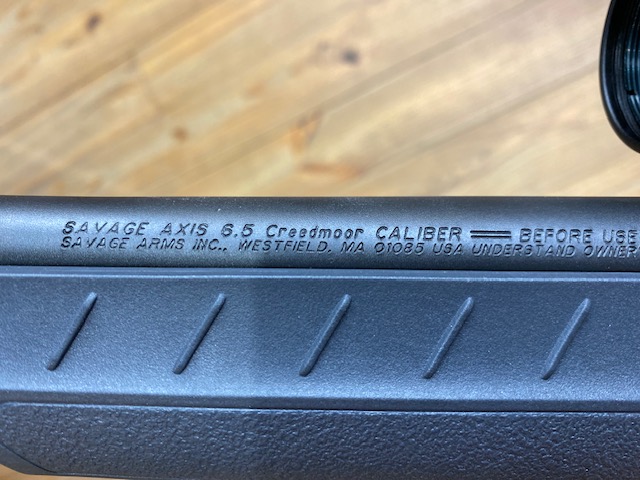 SAVAGE AXIS 6.5 Creedmoor CALIBER == BEFORE USE
SAVAGE ARMS INC., WESTFIELD, MA 01085 USA UNDERSTAND OWNER